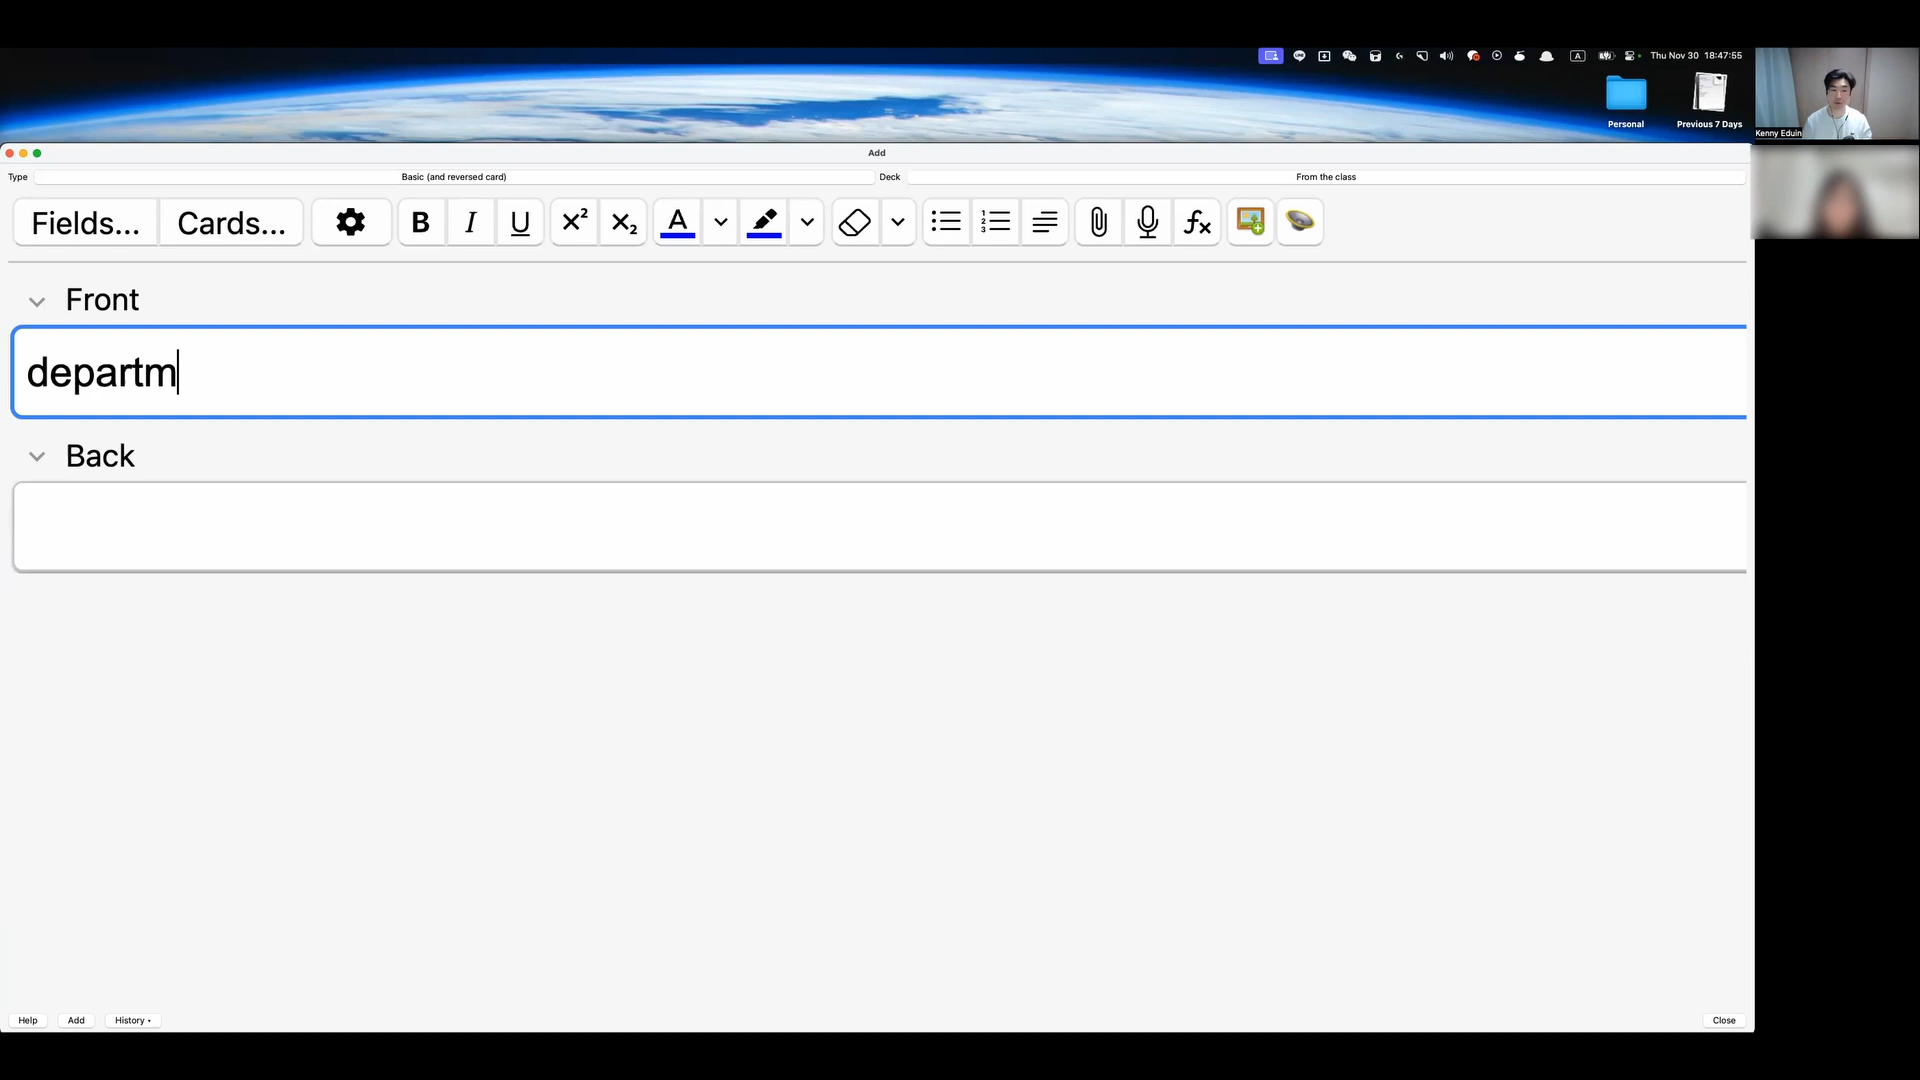 Thu Nov 30 18:47:55
Personal
Previous 7 Days
Kenny Eduin
Add
Type
Basic (and reversed card)
Deck
From the class
Fields...
Cards...
Front
departm
Back
Help
Add
History
Close